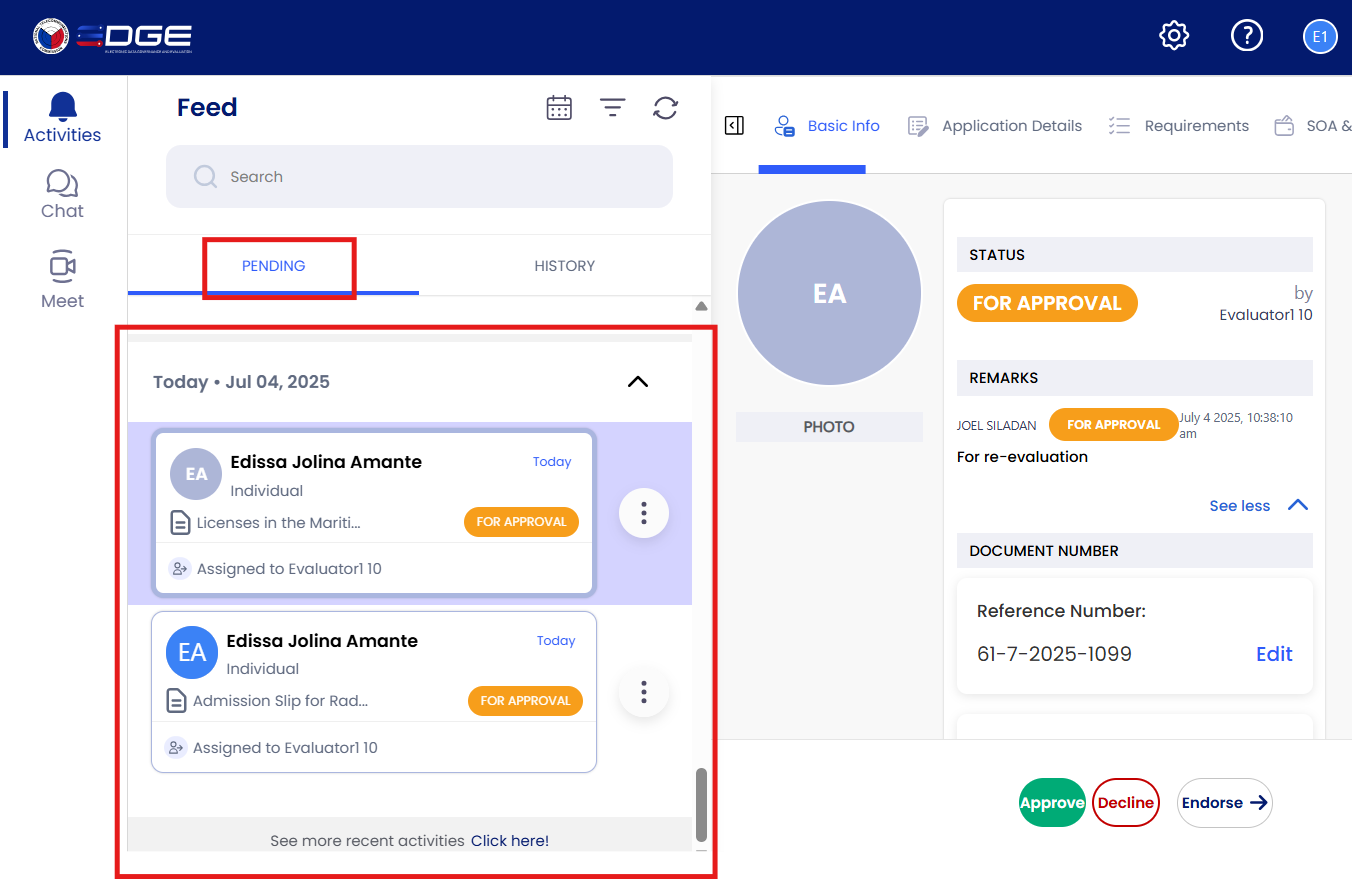 EDGE
ELECTRONIC DATA GOVERNANCE AND EVALUATION
E1
Activities
Chat
Meet
Feed
Search
PENDING
HISTORY
Today • Jul 04, 2025
EA
Edissa Jolina Amante
Today
Individual
Licenses in the Mariti...
FOR APPROVAL
Assigned to Evaluator1 10
EA
Edissa Jolina Amante
Today
Individual
Admission Slip for Rad...
FOR APPROVAL
Assigned to Evaluator1 10
See more recent activities Click here!
Basic Info
Application Details
Requirements
SOA &
EA
PHOTO
STATUS
FOR APPROVAL
by
Evaluator1 10
REMARKS
JOEL SILADAN
FOR APPROVAL
July 4 2025, 10:38:10
am
For re-evaluation
See less
DOCUMENT NUMBER
Reference Number:
61-7-2025-1099
Edit
Approve
Decline
Endorse